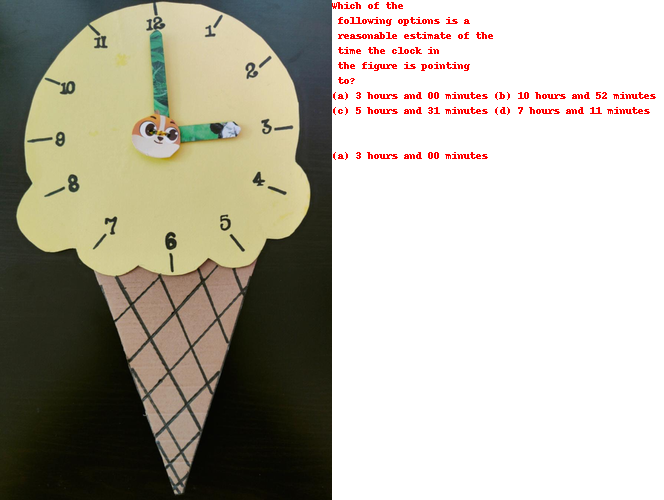 12
1
11
2
10
3
9
4
8
5
7
6
Which of the
following options is a
reasonable estimate of the
time the clock in
the figure is pointing
to?
(a) 3 hours and 00 minutes (b) 10 hours and 52 minutes
(c) 5 hours and 31 minutes (d) 7 hours and 11 minutes
(a) 3 hours and 00 minutes